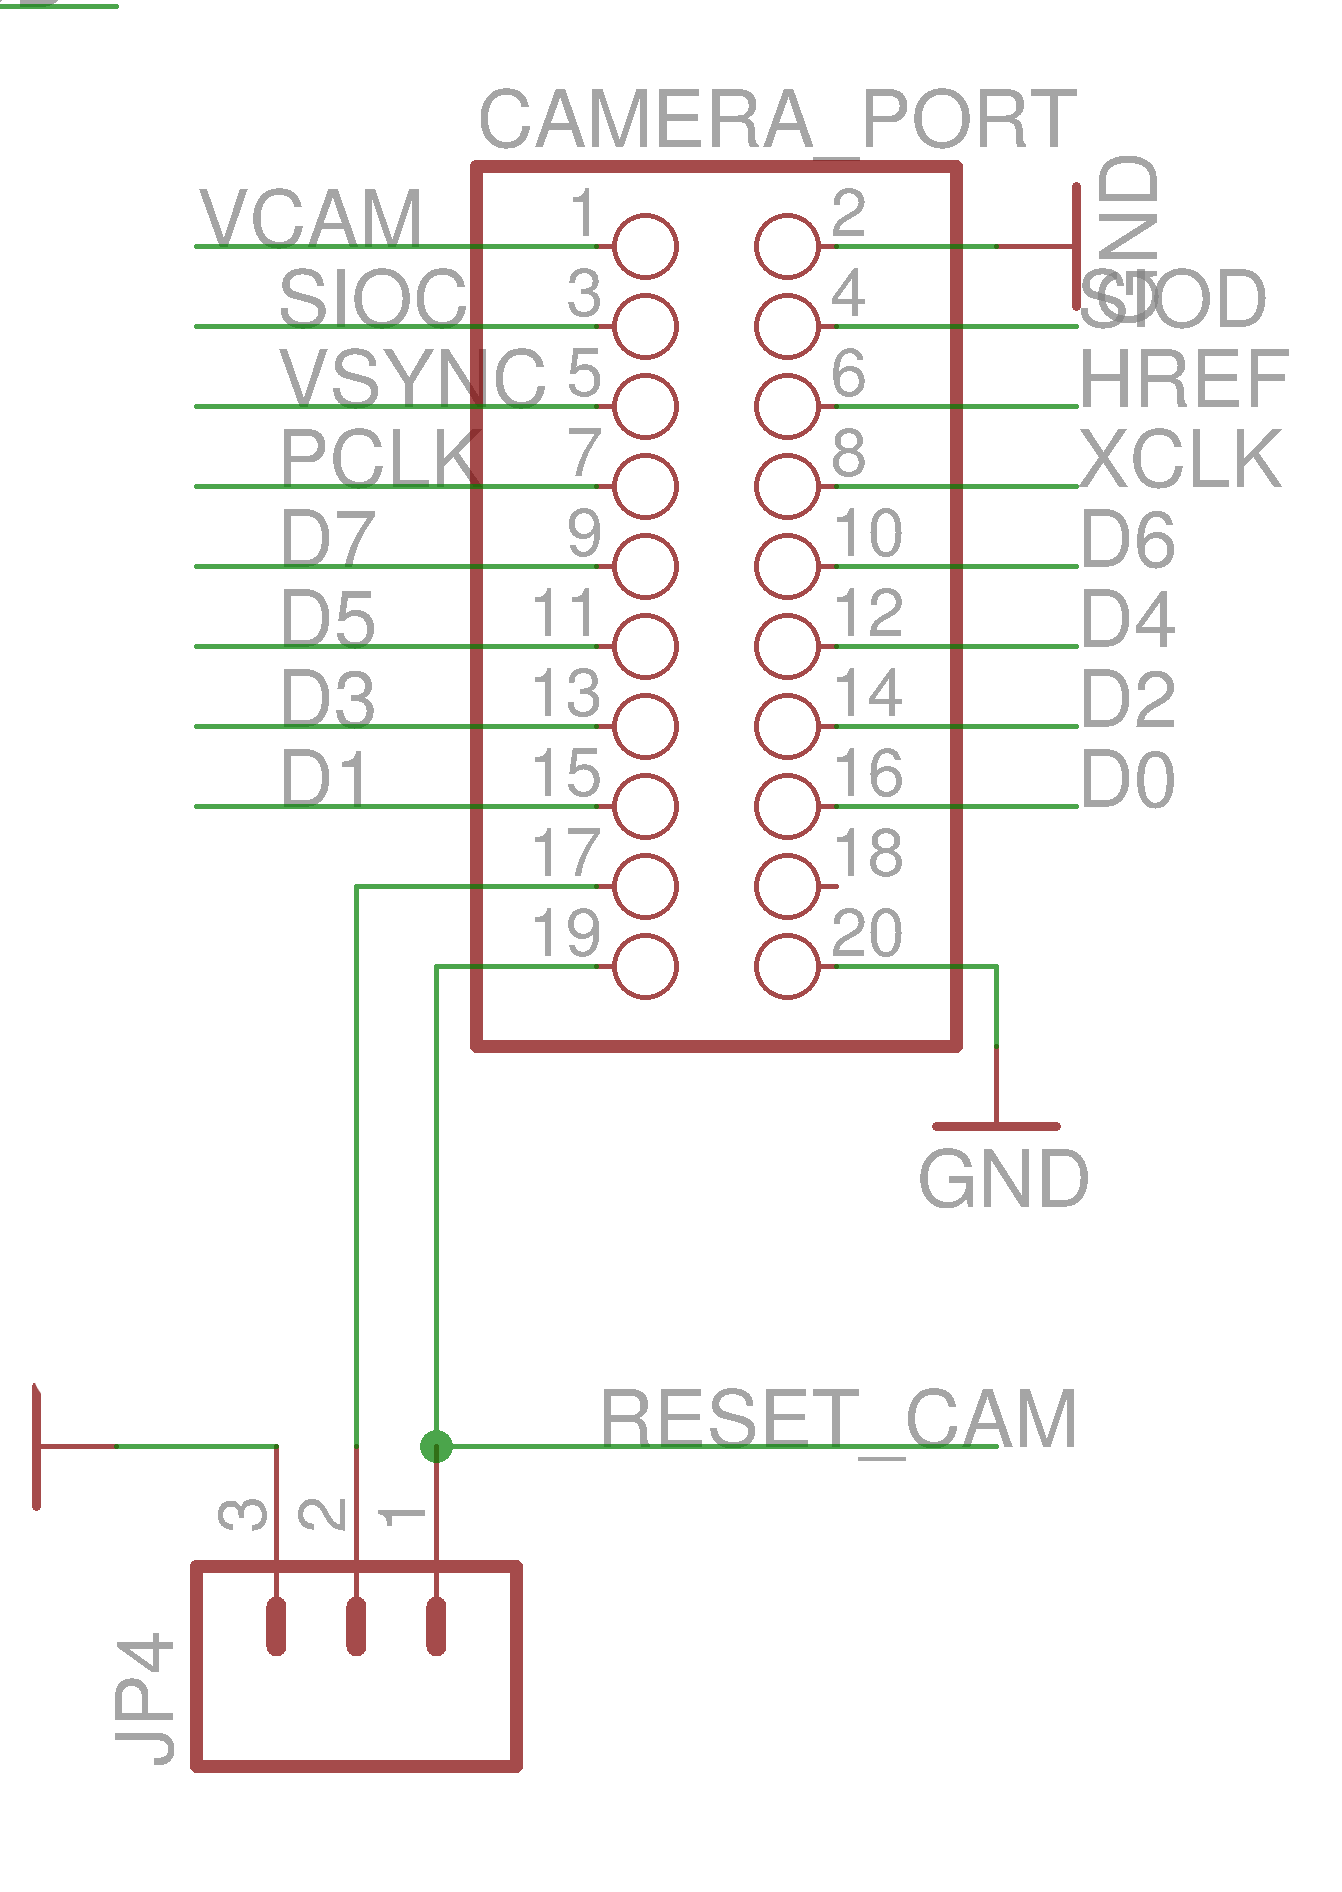 CAMERA_PORT
VCAM 1 2 GND
SIOC 3 4 SIOD
VSYNC 5 6 HREF
PCLK 7 8 XCLK
D7 9 10 D6
D5 11 12 D4
D3 13 14 D2
D1 15 16 D0
17 18
19 20
GND
RESET_CAM
3 2 1
JP4